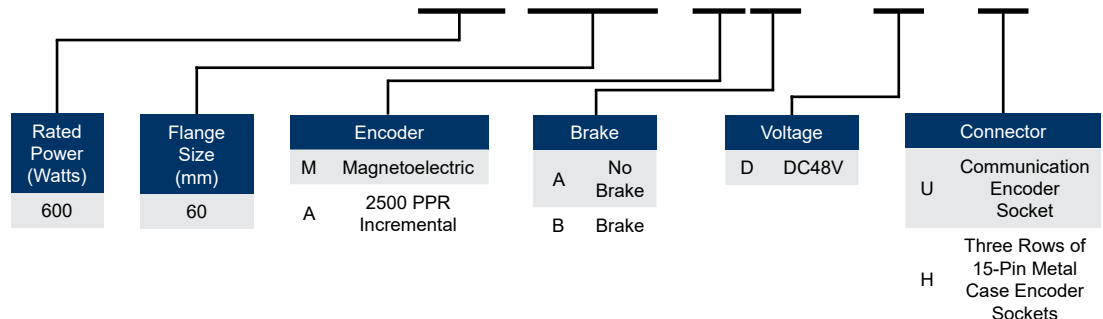 Rated
Power
(Watts)
600
Flange
Size
(mm)
60
Encoder
M Magnetoelectric
A 2500 PPR
Incremental
Brake
A No
Brake
B Brake
Voltage
D DC48V
Connector
U Communication
Encoder
Socket
H Three Rows of
15-Pin Metal
Case Encoder
Sockets